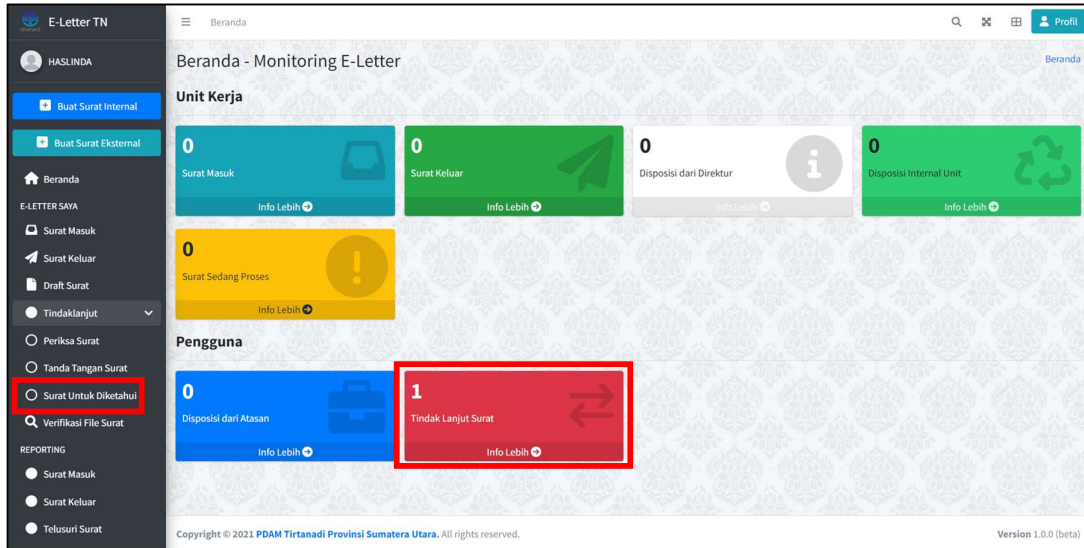 E-Letter TN
Beranda
Profil
HASLINDA
Beranda - Monitoring E-Letter
Beranda
Unit Kerja
Buat Surat Internal
Buat Surat Eksternal
Beranda
E-LETTER SAYA
Surat Masuk
Surat Keluar
Draft Surat
Tindaklanjut
Periksa Surat
Tanda Tangan Surat
Surat Untuk Diketahui
Verifikasi File Surat
REPORTING
Surat Masuk
Surat Keluar
Telusuri Surat
0
Surat Masuk
Info Lebih
0
Surat Keluar
Info Lebih
0
Disposisi dari Direktur
Info Lebih
0
Disposisi Internal Unit
Info Lebih
0
Surat Sedang Proses
Info Lebih
Pengguna
0
Disposisi dari Atasan
Info Lebih
1
Tindak Lanjut Surat
Info Lebih
Copyright © 2021 PDAM Tirtanadi Provinsi Sumatera Utara. All rights reserved.
Version 1.0.0 (beta)